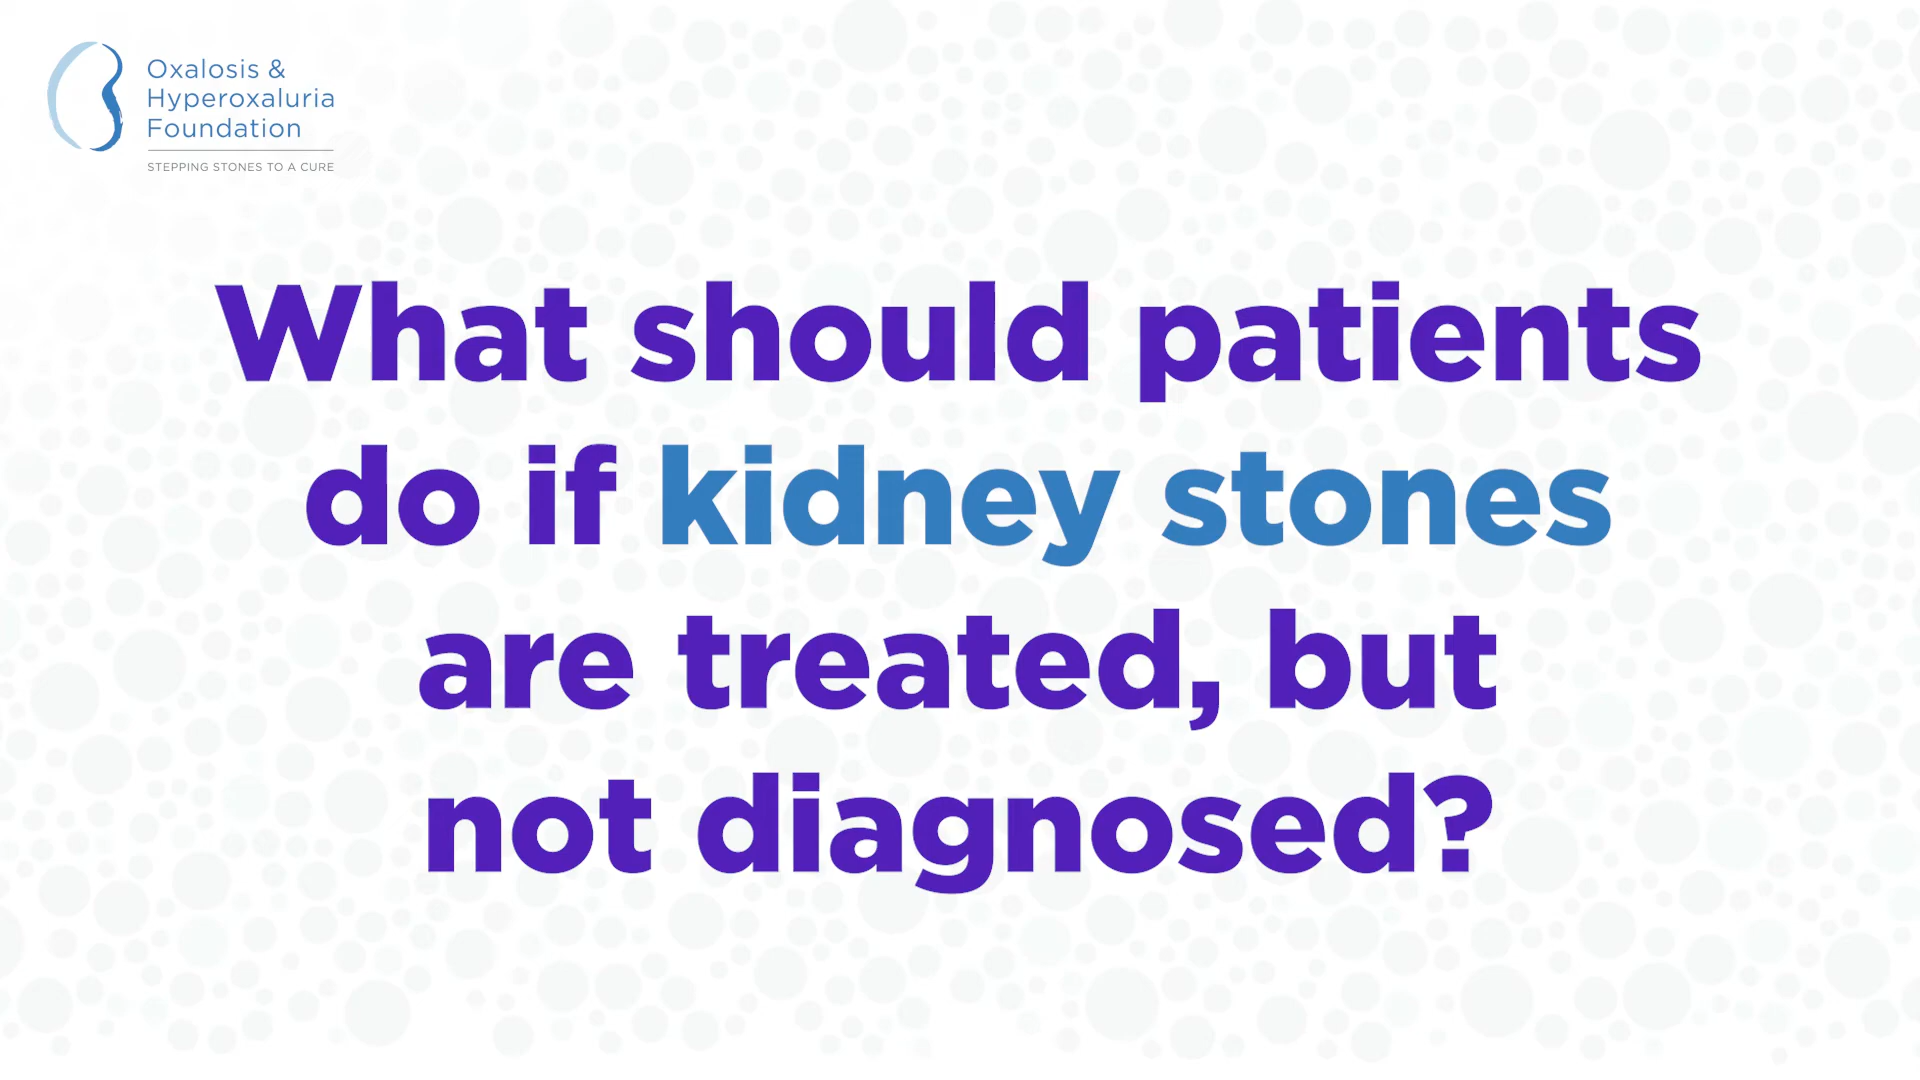 Oxalosis &
Hyperoxaluria
Foundation
STEPPING STONES TO A CURE
What should patients
do if kidney stones
are treated, but
not diagnosed?